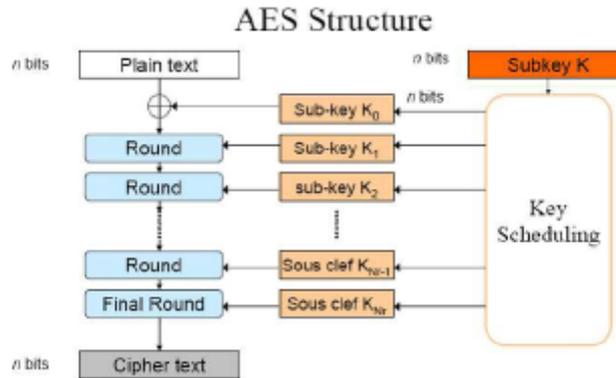 AES Structure
n bits
Plain text
n bits
Subkey K
n bits
Sub-key K0
Round
Sub-key K1
Round
sub-key K2
Key
Scheduling
Round
Sous clef KNr-1
Final Round
Sous clef KNr
n bits
Cipher text